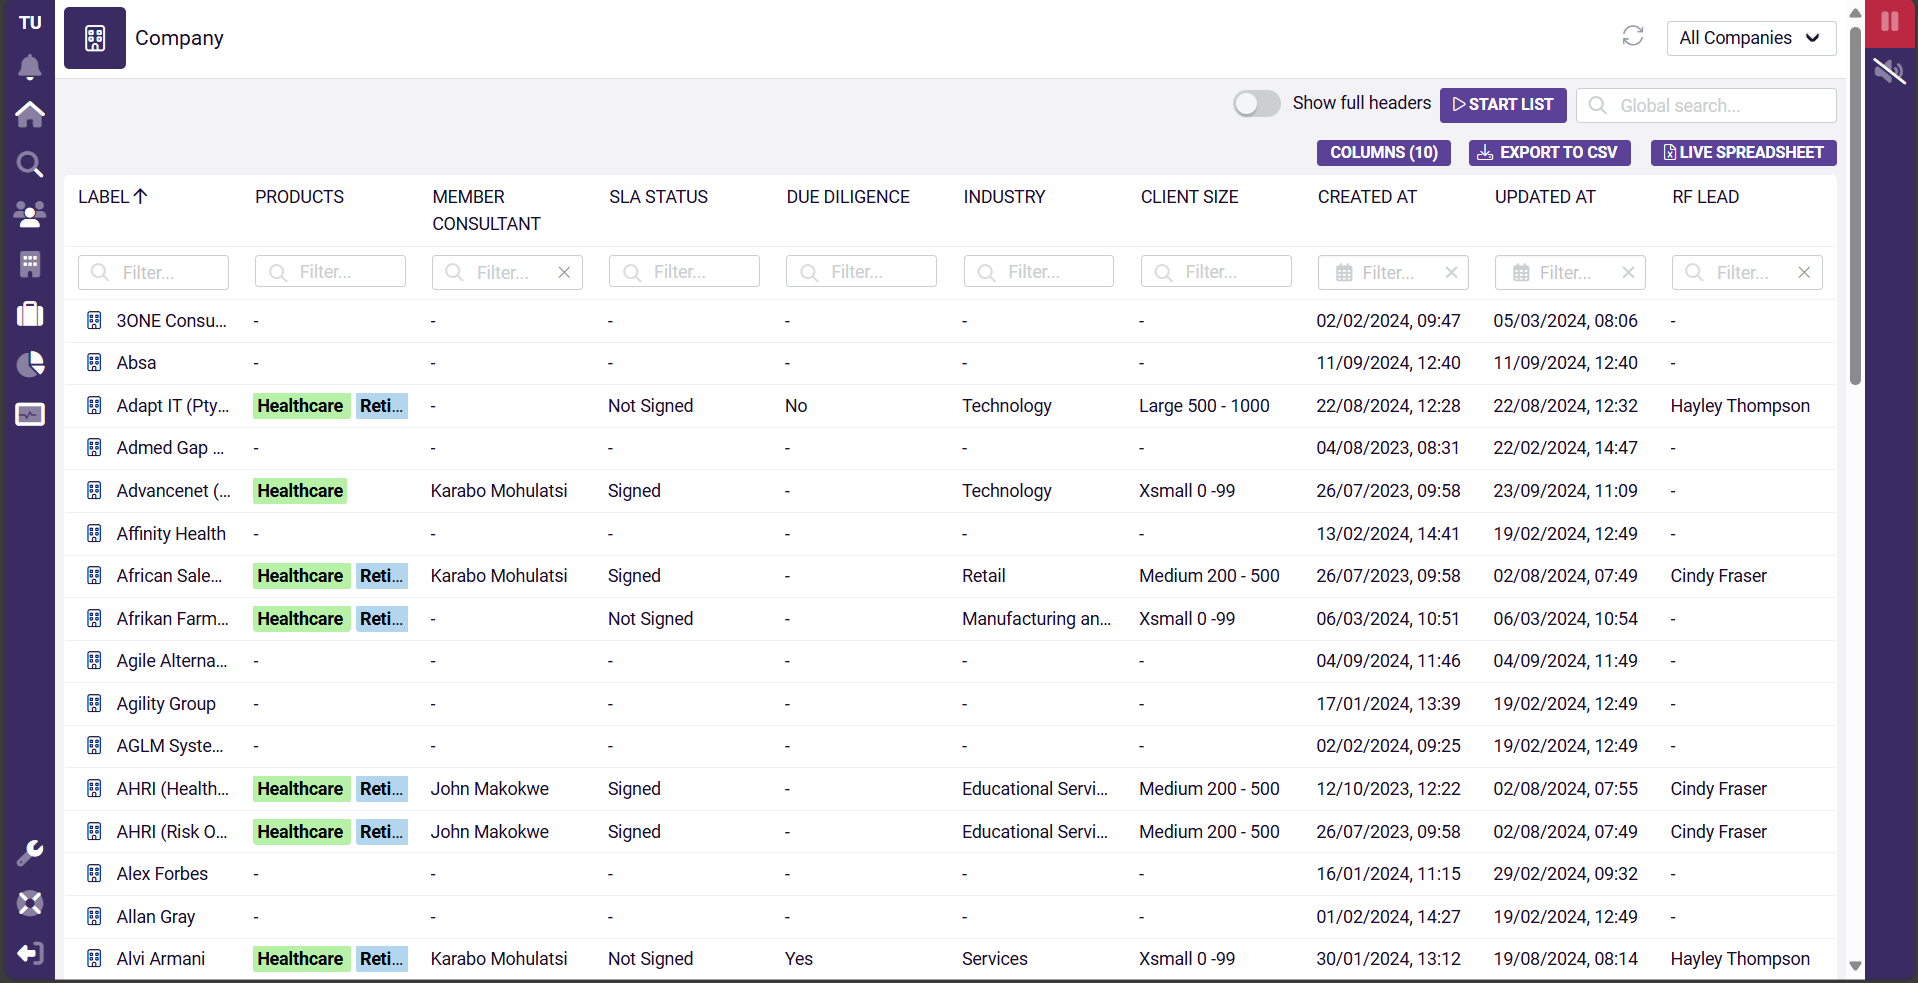 TU
Company
All Companies
Show full headers
START LIST
Global search...
COLUMNS (10)
EXPORT TO CSV
LIVE SPREADSHEET
LABEL PRODUCTS MEMBER CONSULTANT SLA STATUS DUE DILIGENCE INDUSTRY CLIENT SIZE CREATED AT UPDATED AT RF LEAD
Filter... Filter... Filter... Filter... Filter... Filter... Filter... Filter... Filter... Filter...
3ONE Consu... - - - - - - 02/02/2024, 09:47 05/03/2024, 08:06 -
Absa - - - - - - 11/09/2024, 12:40 11/09/2024, 12:40 -
Adapt IT (Pty... Healthcare Reti... - Not Signed No Technology Large 500 - 1000 22/08/2024, 12:28 22/08/2024, 12:32 Hayley Thompson
Admed Gap ... - - - - - - 04/08/2023, 08:31 22/02/2024, 14:47 -
Advancenet (... Healthcare Karabo Mohulatsi Signed - Technology Xsmall 0 -99 26/07/2023, 09:58 23/09/2024, 11:09 -
Affinity Health - - - - - - 13/02/2024, 14:41 19/02/2024, 12:49 -
African Sale... Healthcare Reti... Karabo Mohulatsi Signed - Retail Medium 200 - 500 26/07/2023, 09:58 02/08/2024, 07:49 Cindy Fraser
Afrikan Farm... Healthcare Reti... - Not Signed - Manufacturing an... Xsmall 0 -99 06/03/2024, 10:51 06/03/2024, 10:54 -
Agile Alterna... - - - - - - 04/09/2024, 11:46 04/09/2024, 11:49 -
Agility Group - - - - - - 17/01/2024, 13:39 19/02/2024, 12:49 -
AGLM Syste... - - - - - - 02/02/2024, 09:25 19/02/2024, 12:49 -
AHRI (Health... Healthcare Reti... John Makokwe Signed - Educational Servi... Medium 200 - 500 12/10/2023, 12:22 02/08/2024, 07:55 Cindy Fraser
AHRI (Risk O... Healthcare Reti... John Makokwe Signed - Educational Servi... Medium 200 - 500 26/07/2023, 09:58 02/08/2024, 07:49 Cindy Fraser
Alex Forbes - - - - - - 16/01/2024, 11:15 29/02/2024, 09:32 -
Allan Gray - - - - - - 01/02/2024, 14:27 19/02/2024, 12:49 -
Alvi Armani Healthcare Reti... Karabo Mohulatsi Not Signed Yes Services Xsmall 0 -99 30/01/2024, 13:12 19/08/2024, 08:14 Hayley Thompson